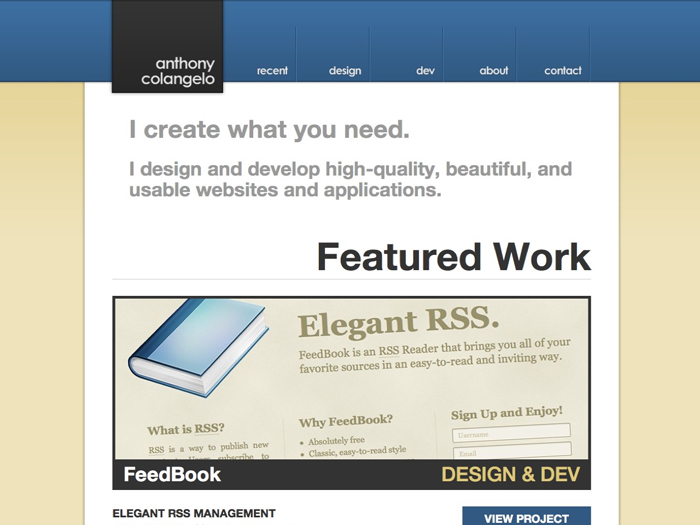 anthony
colangelo
recent
design
dev
about
contact
I create what you need.
I design and develop high-quality, beautiful, and
usable websites and applications.
Featured Work
Elegant RSS.
FeedBook is an RSS Reader that brings you all of your
favorite sources in an easy-to-read and inviting way.
What is RSS?
RSS is a way to publish new
Why FeedBook?
• Absolutely free
• Classic, easy-to-read style
Sign Up and Enjoy!
Username
Email
FeedBook
DESIGN & DEV
ELEGANT RSS MANAGEMENT
VIEW PROJECT